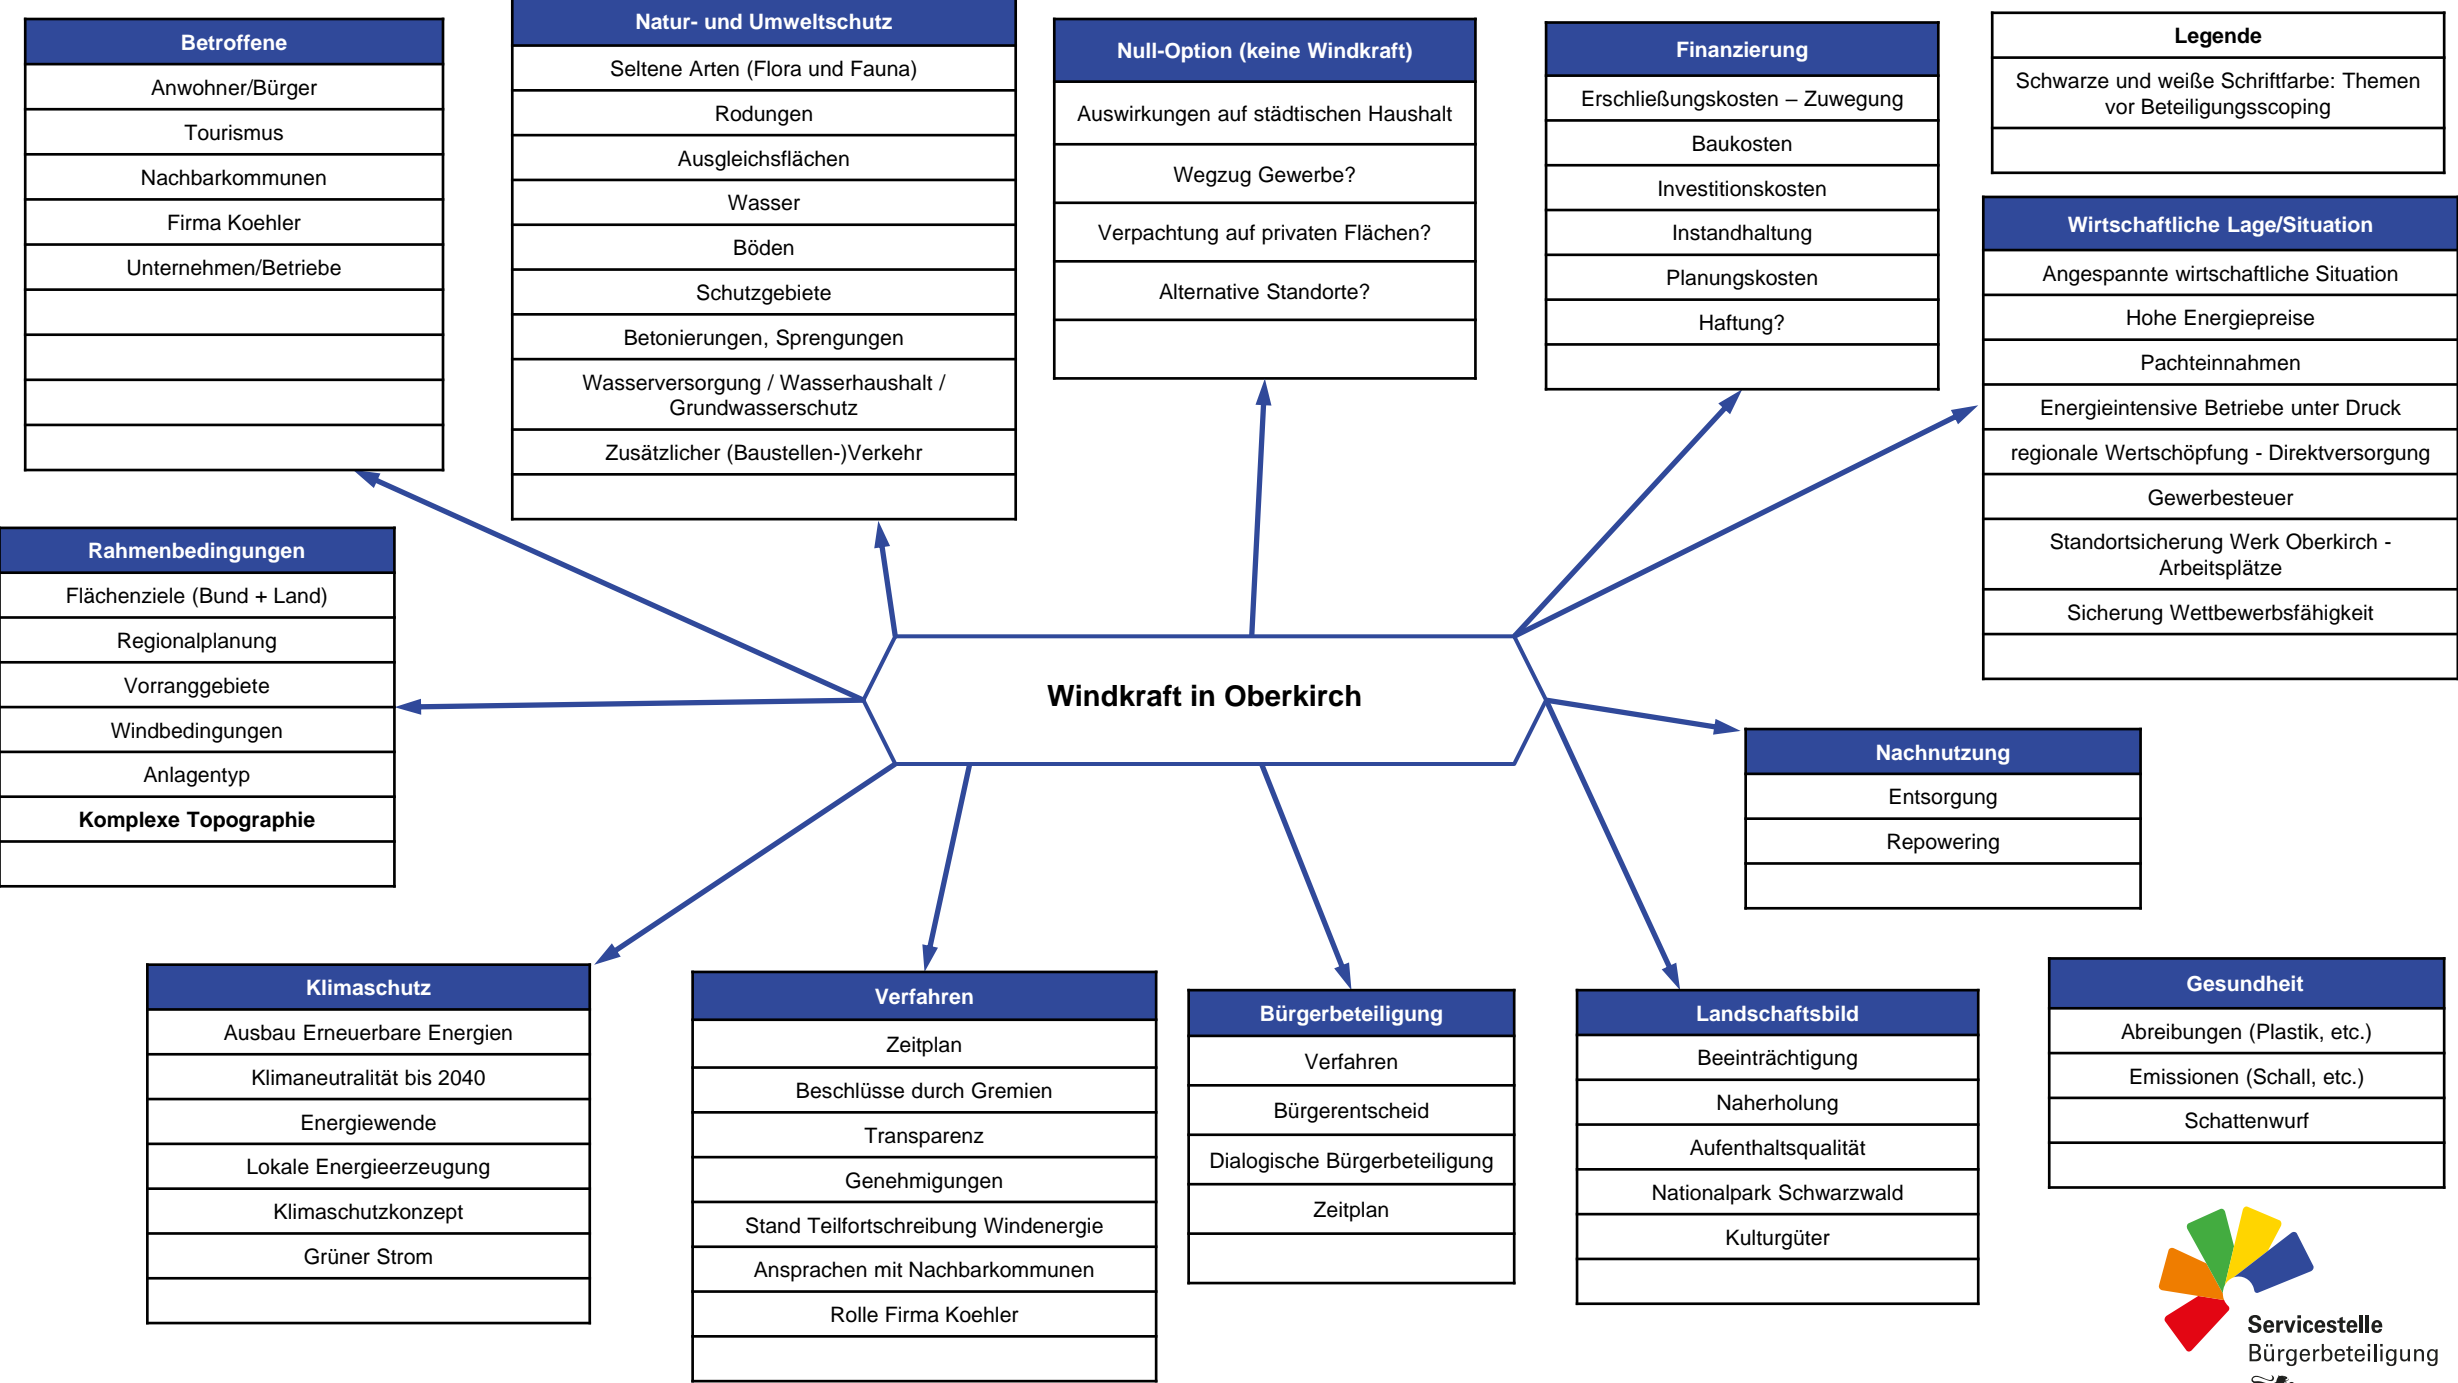 Betroffene
Anwohner/Bürger
Tourismus
Nachbarkommunen
Firma Koehler
Unternehmen/Betriebe
Natur- und Umweltschutz
Seltene Arten (Flora und Fauna)
Rodungen
Ausgleichsflächen
Wasser
Böden
Schutzgebiete
Betonierungen, Sprengungen
Wasserversorgung / Wasserhaushalt /
Grundwasserschutz
Zusätzlicher (Baustellen-)Verkehr
Null-Option (keine Windkraft)
Auswirkungen auf städtischen Haushalt
Wegzug Gewerbe?
Verpachtung auf privaten Flächen?
Alternative Standorte?
Finanzierung
Erschließungskosten – Zuwegung
Baukosten
Investitionskosten
Instandhaltung
Planungskosten
Haftung?
Legende
Schwarze und weiße Schriftfarbe: Themen
vor Beteiligungsscoping
Wirtschaftliche Lage/Situation
Angespannte wirtschaftliche Situation
Hohe Energiepreise
Pachteinnahmen
Energieintensive Betriebe unter Druck
regionale Wertschöpfung - Direktversorgung
Gewerbesteuer
Standortsicherung Werk Oberkirch -
Arbeitsplätze
Sicherung Wettbewerbsfähigkeit
Rahmenbedingungen
Flächenziele (Bund + Land)
Regionalplanung
Vorranggebiete
Windbedingungen
Anlagentyp
Komplexe Topographie
Windkraft in Oberkirch
Nachnutzung
Entsorgung
Repowering
Klimaschutz
Ausbau Erneuerbare Energien
Klimaneutralität bis 2040
Energiewende
Lokale Energieerzeugung
Klimaschutzkonzept
Grüner Strom
Verfahren
Zeitplan
Beschlüsse durch Gremien
Transparenz
Genehmigungen
Stand Teilfortschreibung Windenergie
Ansprachen mit Nachbarkommunen
Rolle Firma Koehler
Bürgerbeteiligung
Verfahren
Bürgerentscheid
Dialogische Bürgerbeteiligung
Zeitplan
Landschaftsbild
Beeinträchtigung
Naherholung
Aufenthaltsqualität
Nationalpark Schwarzwald
Kulturgüter
Gesundheit
Abreibungen (Plastik, etc.)
Emissionen (Schall, etc.)
Schattenwurf
Servicestelle
Bürgerbeteiligung